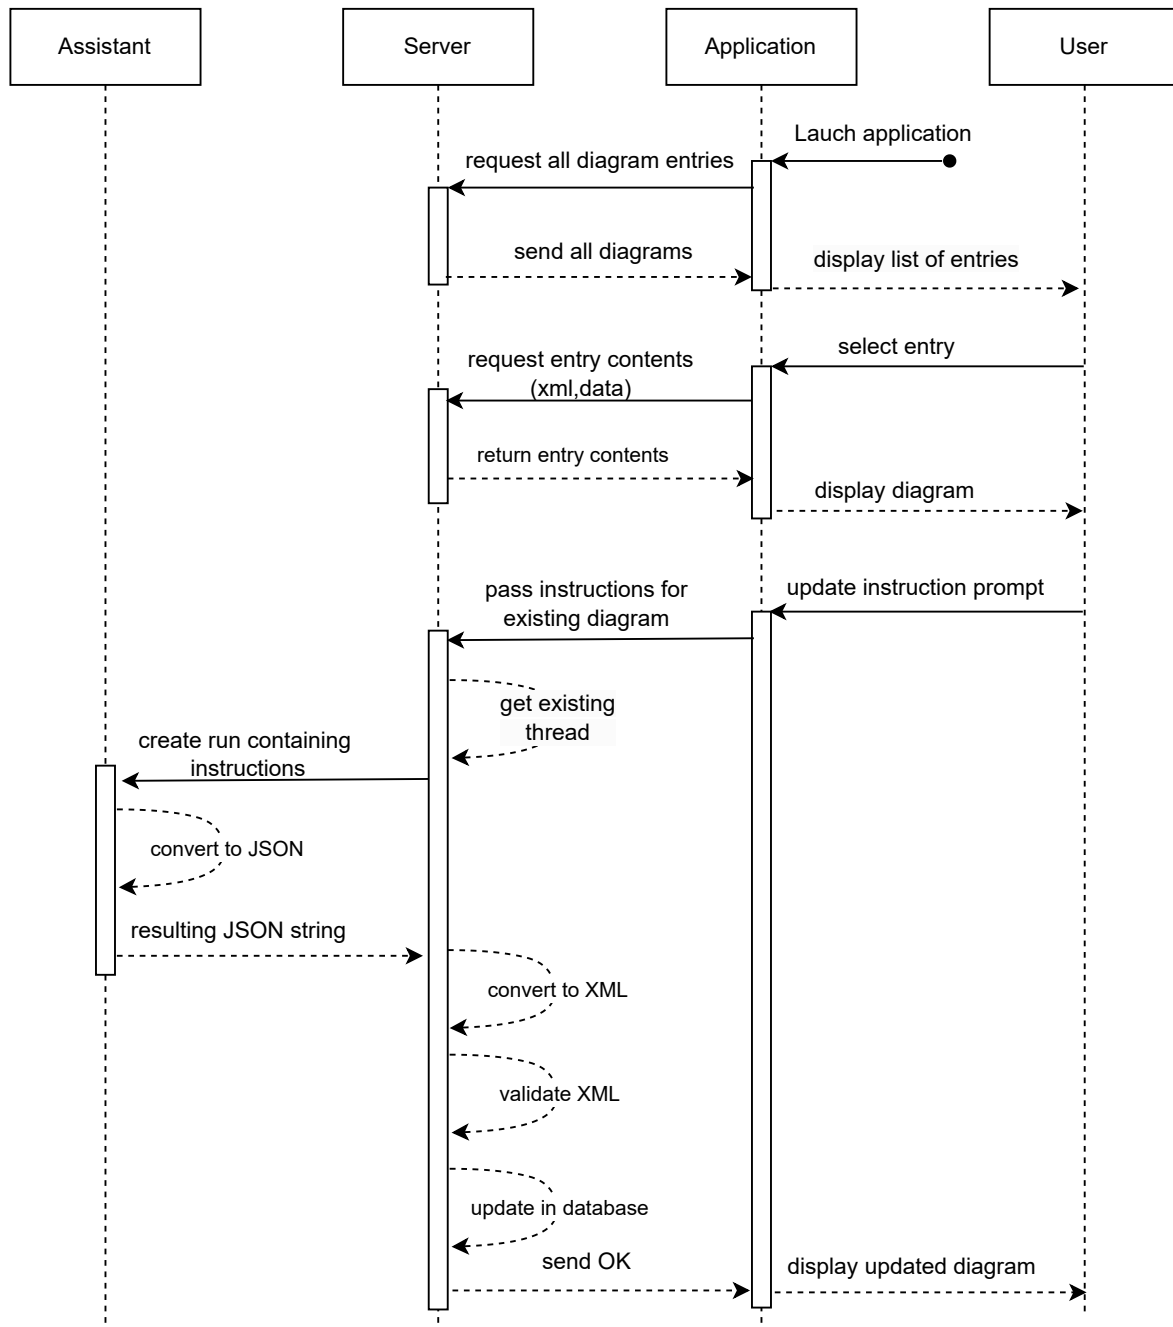 Assistant
Server
Application
User
Lauch application
request all diagram entries
send all diagrams
display list of entries
select entry
request entry contents
(xml,data)
return entry contents
display diagram
update instruction prompt
pass instructions for
existing diagram
get existing
thread
create run containing
instructions
convert to JSON
resulting JSON string
convert to XML
validate XML
update in database
send OK
display updated diagram